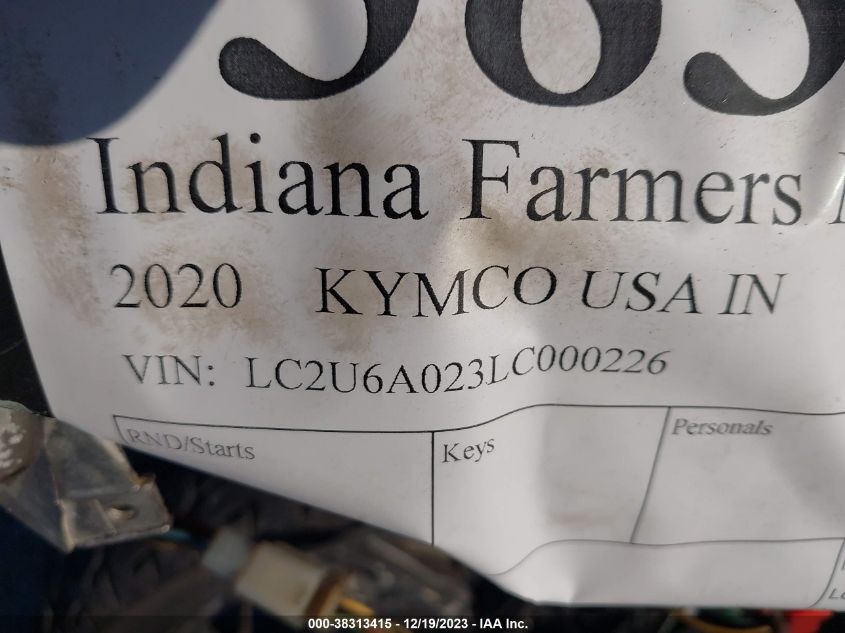 Indiana Farmers
2020 KYMCO USA IN
VIN: LC2U6A023LC000226
RND/Starts
Keys
Personals
000-38313415 - 12/19/2023 - IAA Inc.